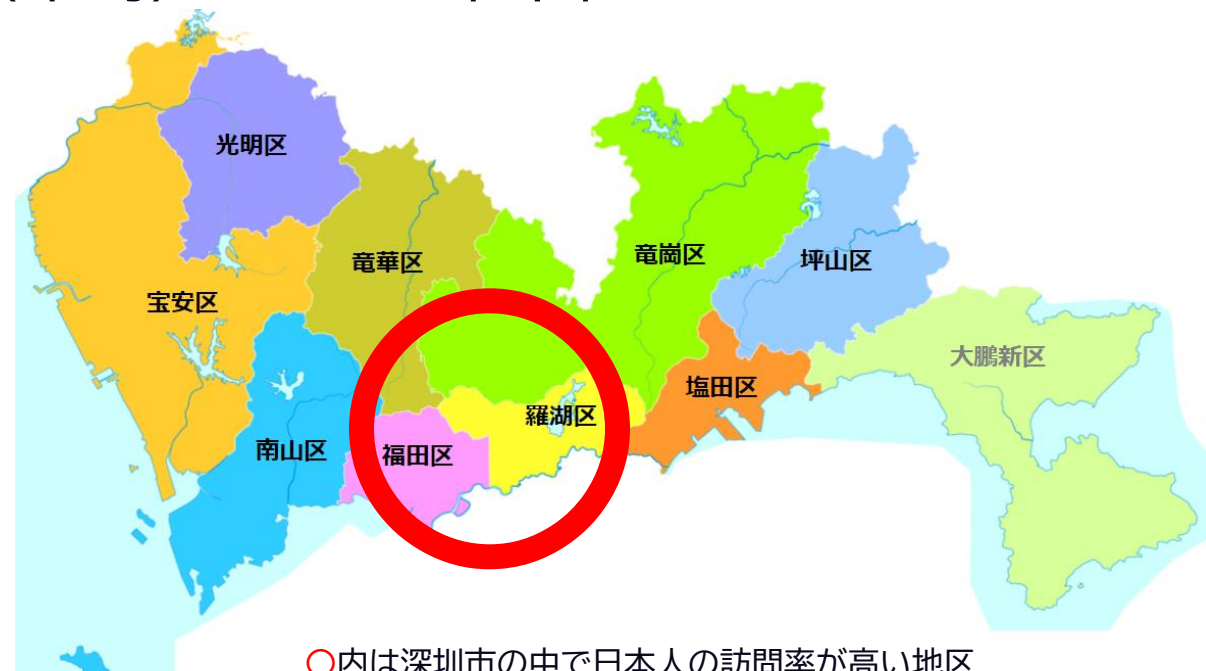 光明区
竜華区
竜崗区
坪山区
宝安区
大鵬新区
塩田区
羅湖区
南山区
福田区
○内は深圳市の中で日本人の訪問率が高い地区